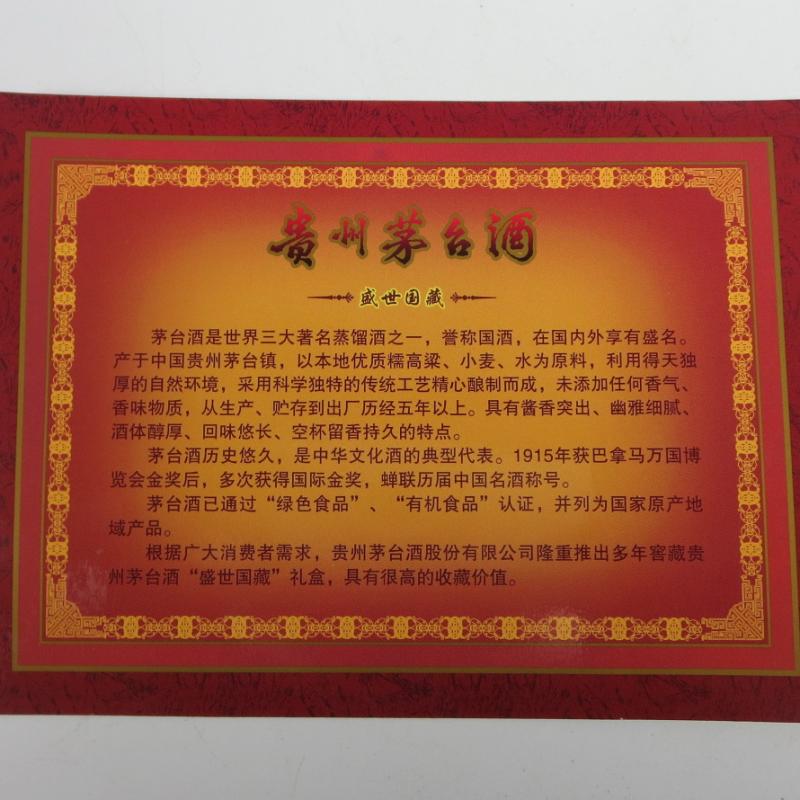 贵州茅台酒
盛世国藏
茅台酒是世界三大著名蒸馏酒之一，誉称国酒，在国内外享有盛名。
产于中国贵州茅台镇，以本地优质糯高粱、小麦、水为原料，利用得天独
厚的自然环境，采用科学独特的传统工艺精心酿制而成，未添加任何香气、
香味物质，从生产、贮存到出厂历经五年以上。具有酱香突出、幽雅细腻、
酒体醇厚、回味悠长、空杯留香持久的特点。
茅台酒历史悠久，是中华文化酒的典型代表。1915年获巴拿马万国博
览会金奖后，多次获得国际金奖，蝉联历届中国名酒称号。
茅台酒已通过“绿色食品”、“有机食品”认证，并列为国家原产地
域产品。
根据广大消费者需求，贵州茅台酒股份有限公司隆重推出多年窖藏贵
州茅台酒“盛世国藏”礼盒，具有很高的收藏价值。